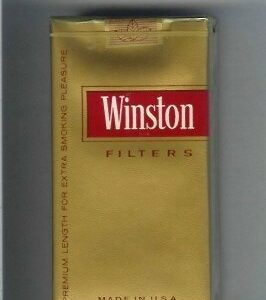 Winston
FILTERS
PREMIUM LENGTH FOR EXTRA SMOKING PLEASURE
MADE IN U.S.A